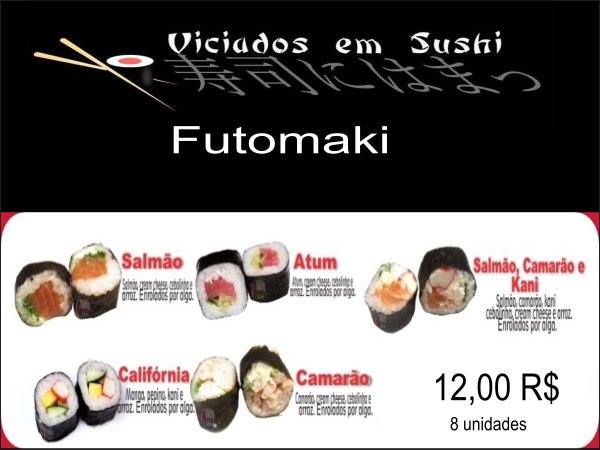 Viciados em Sushi
寿司にはまっ
Futomaki
Salmão
Salmão, cream cheese, cebolinha e
arroz. Enrolados por alga.
Atum
Atum, cream cheese, cebolinha e
arroz. Enrolados por alga.
Salmão, Camarão e
Kani
Salmão, camarão, kani
cebolinha, cream cheese e arroz.
Enrolados por alga.
Califórnia
Manga, pepino, kani e
arroz. Enrolados por alga.
Camarão
Camarão, cream cheese, cebolinha e
arroz. Enrolados por alga.
12,00 R$
8 unidades